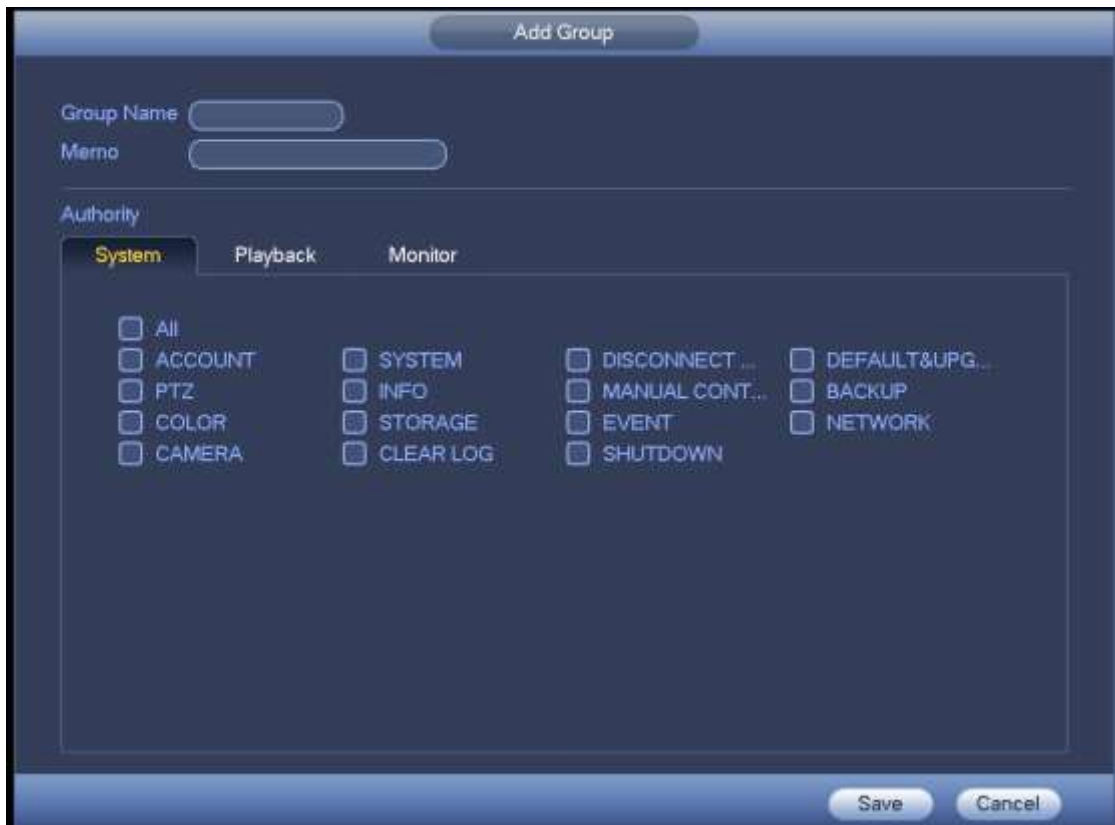 Add Group
Group Name
Memo
Authority
System Playback Monitor
All
ACCOUNT SYSTEM DISCONNECT ... DEFAULT&UPG...
PTZ INFO MANUAL CONT... BACKUP
COLOR STORAGE EVENT NETWORK
CAMERA CLEAR LOG SHUTDOWN
Save Cancel